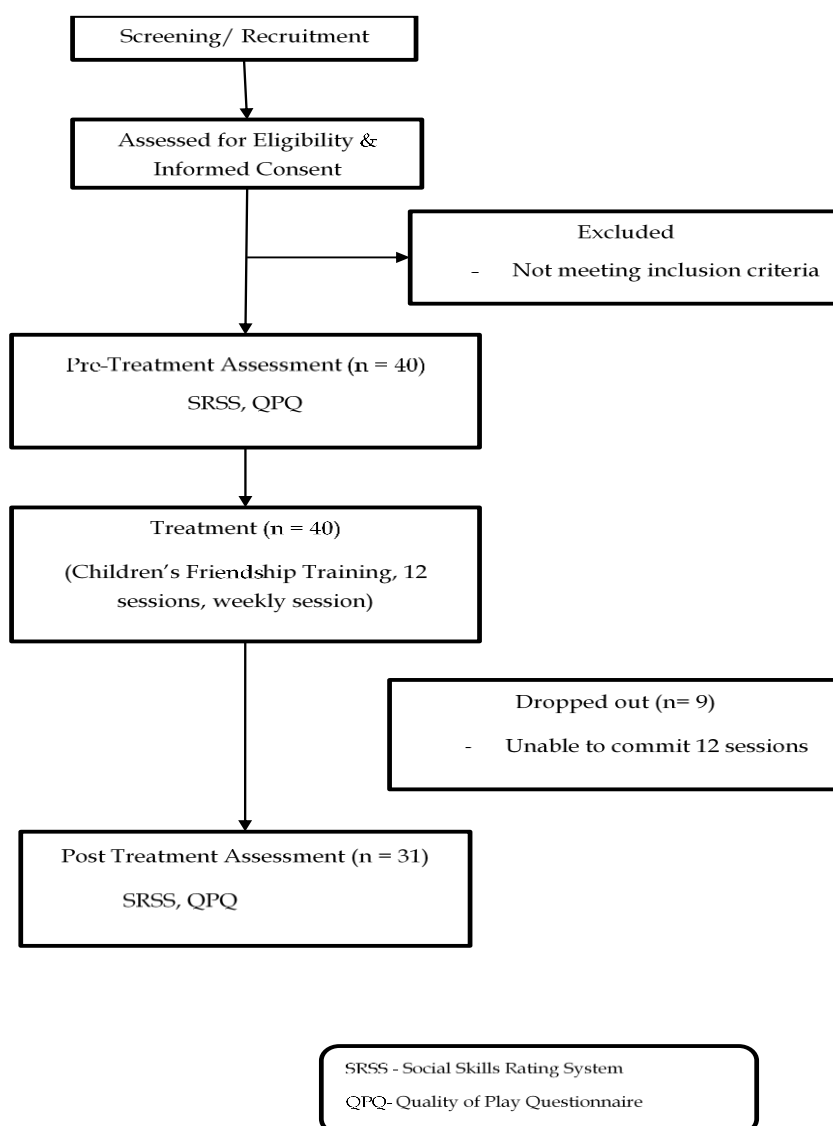 Screening/ Recruitment
Assessed for Eligibility &
Informed Consent
Excluded
- Not meeting inclusion criteria
Pre-Treatment Assessment (n = 40)
SRSS, QPQ
Treatment (n = 40)
(Children's Friendship Training, 12
sessions, weekly session)
Dropped out (n= 9)
- Unable to commit 12 sessions
Post Treatment Assessment (n = 31)
SRSS, QPQ
SRSS - Social Skills Rating System
QPQ- Quality of Play Questionnaire